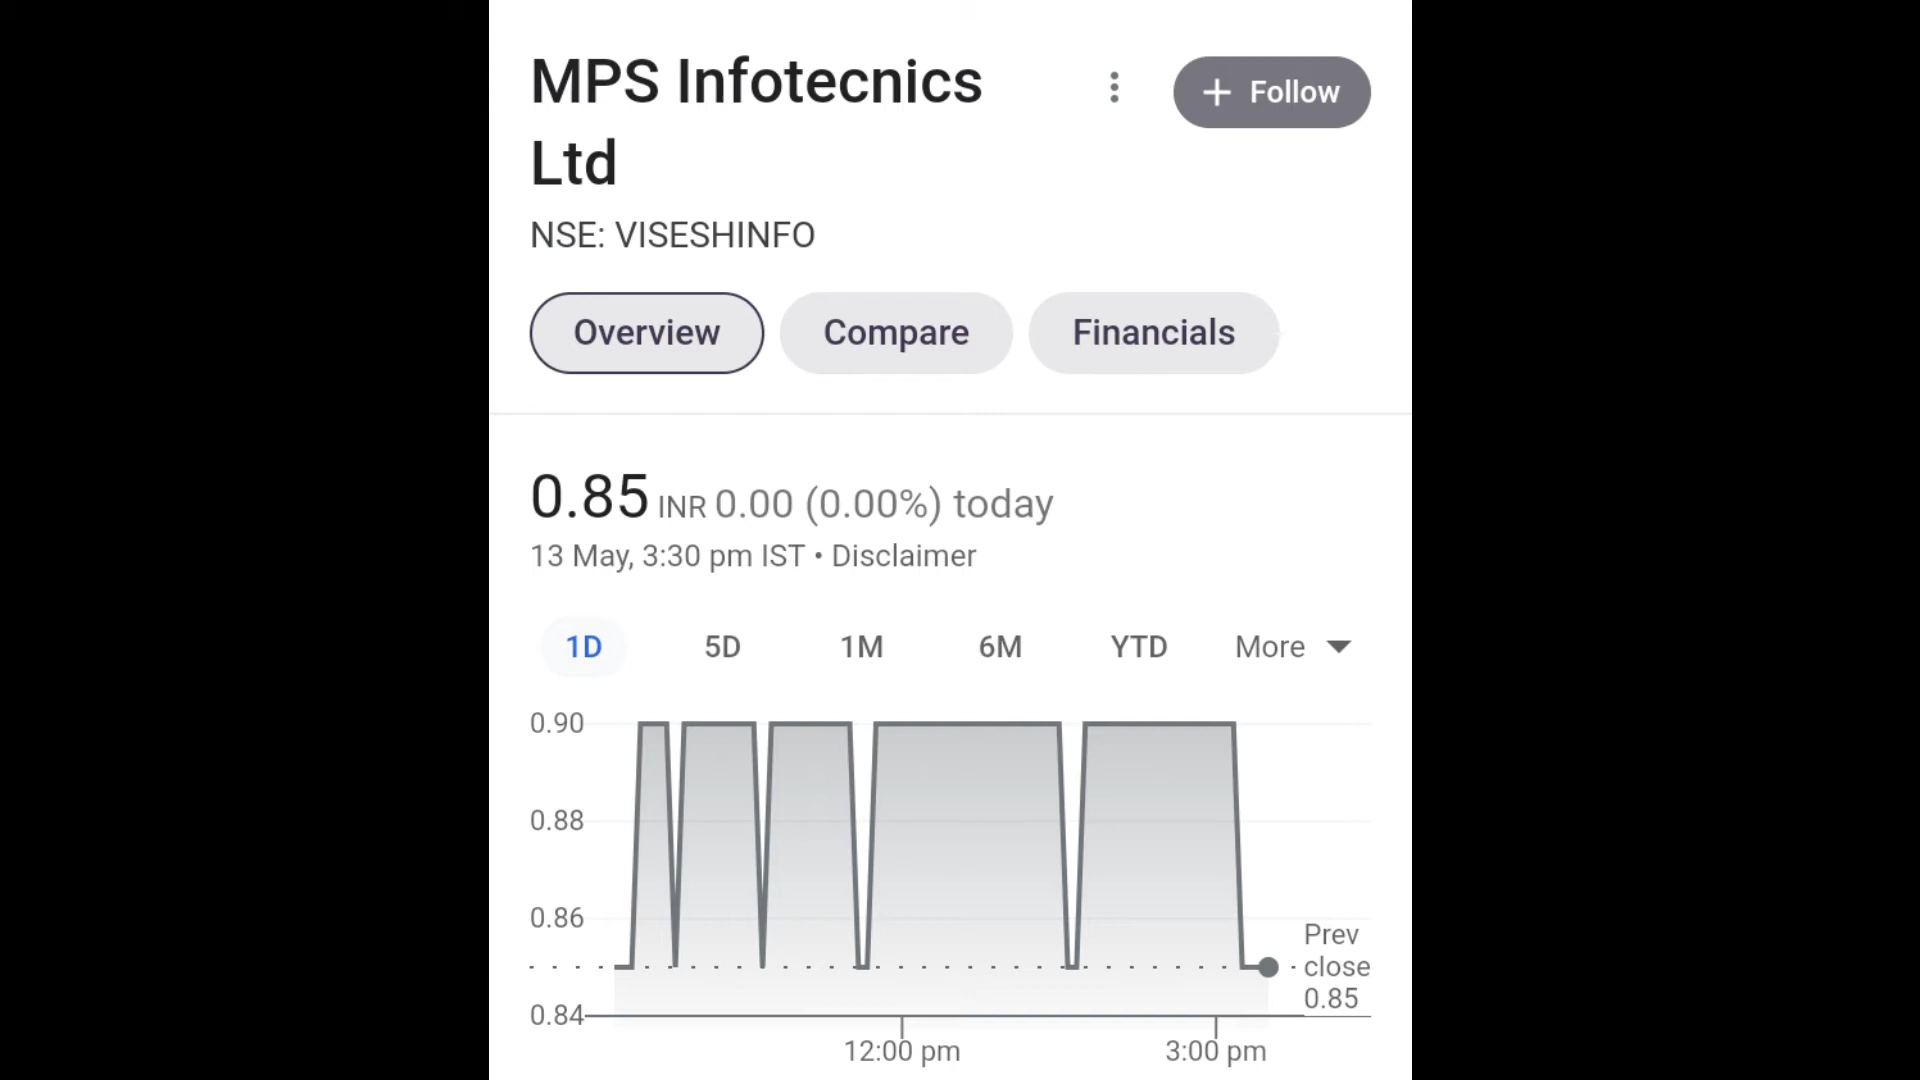 MPS Infotecnics
Ltd
+ Follow
NSE: VISESHINFO
Overview
Compare
Financials
0.85 INR 0.00 (0.00%) today
13 May, 3:30 pm IST • Disclaimer
1D 5D 1M 6M YTD More
0.90
0.88
0.86
0.84
Prev
close
0.85
12:00 pm
3:00 pm